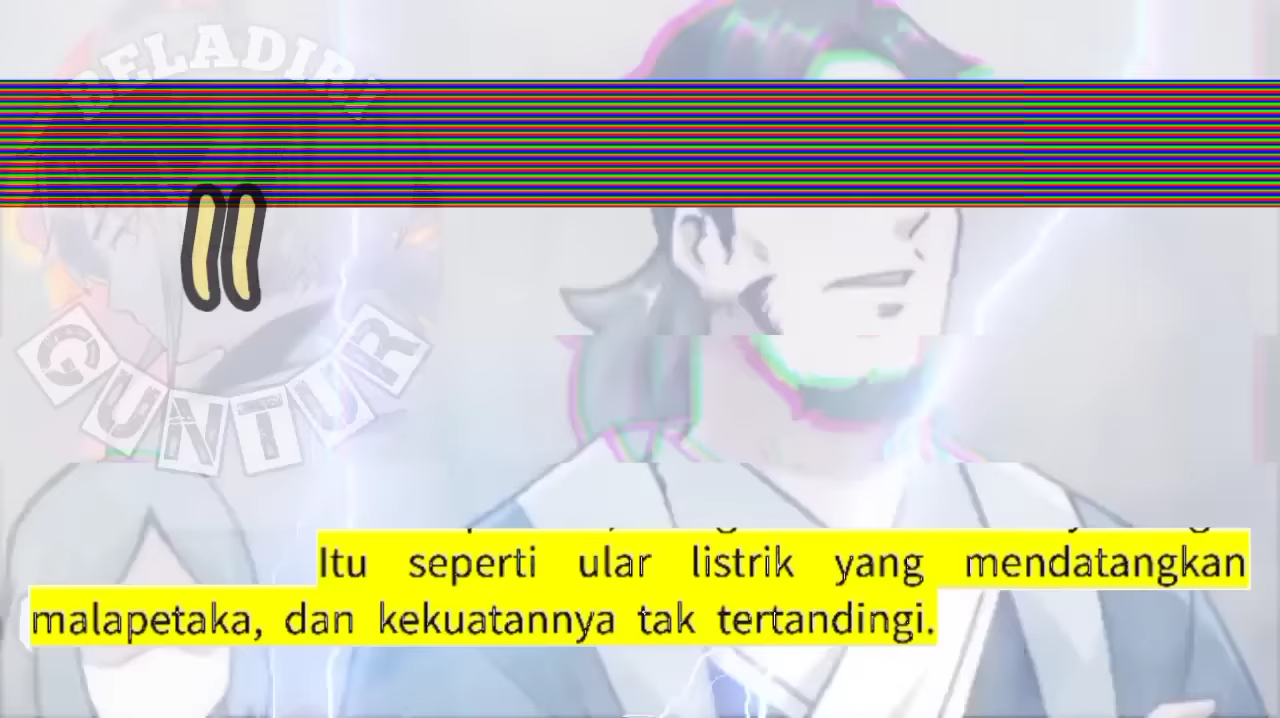 BELADIRI
GUNTUR
Itu seperti ular listrik yang mendatangkan
malapetaka, dan kekuatannya tak tertandingi.